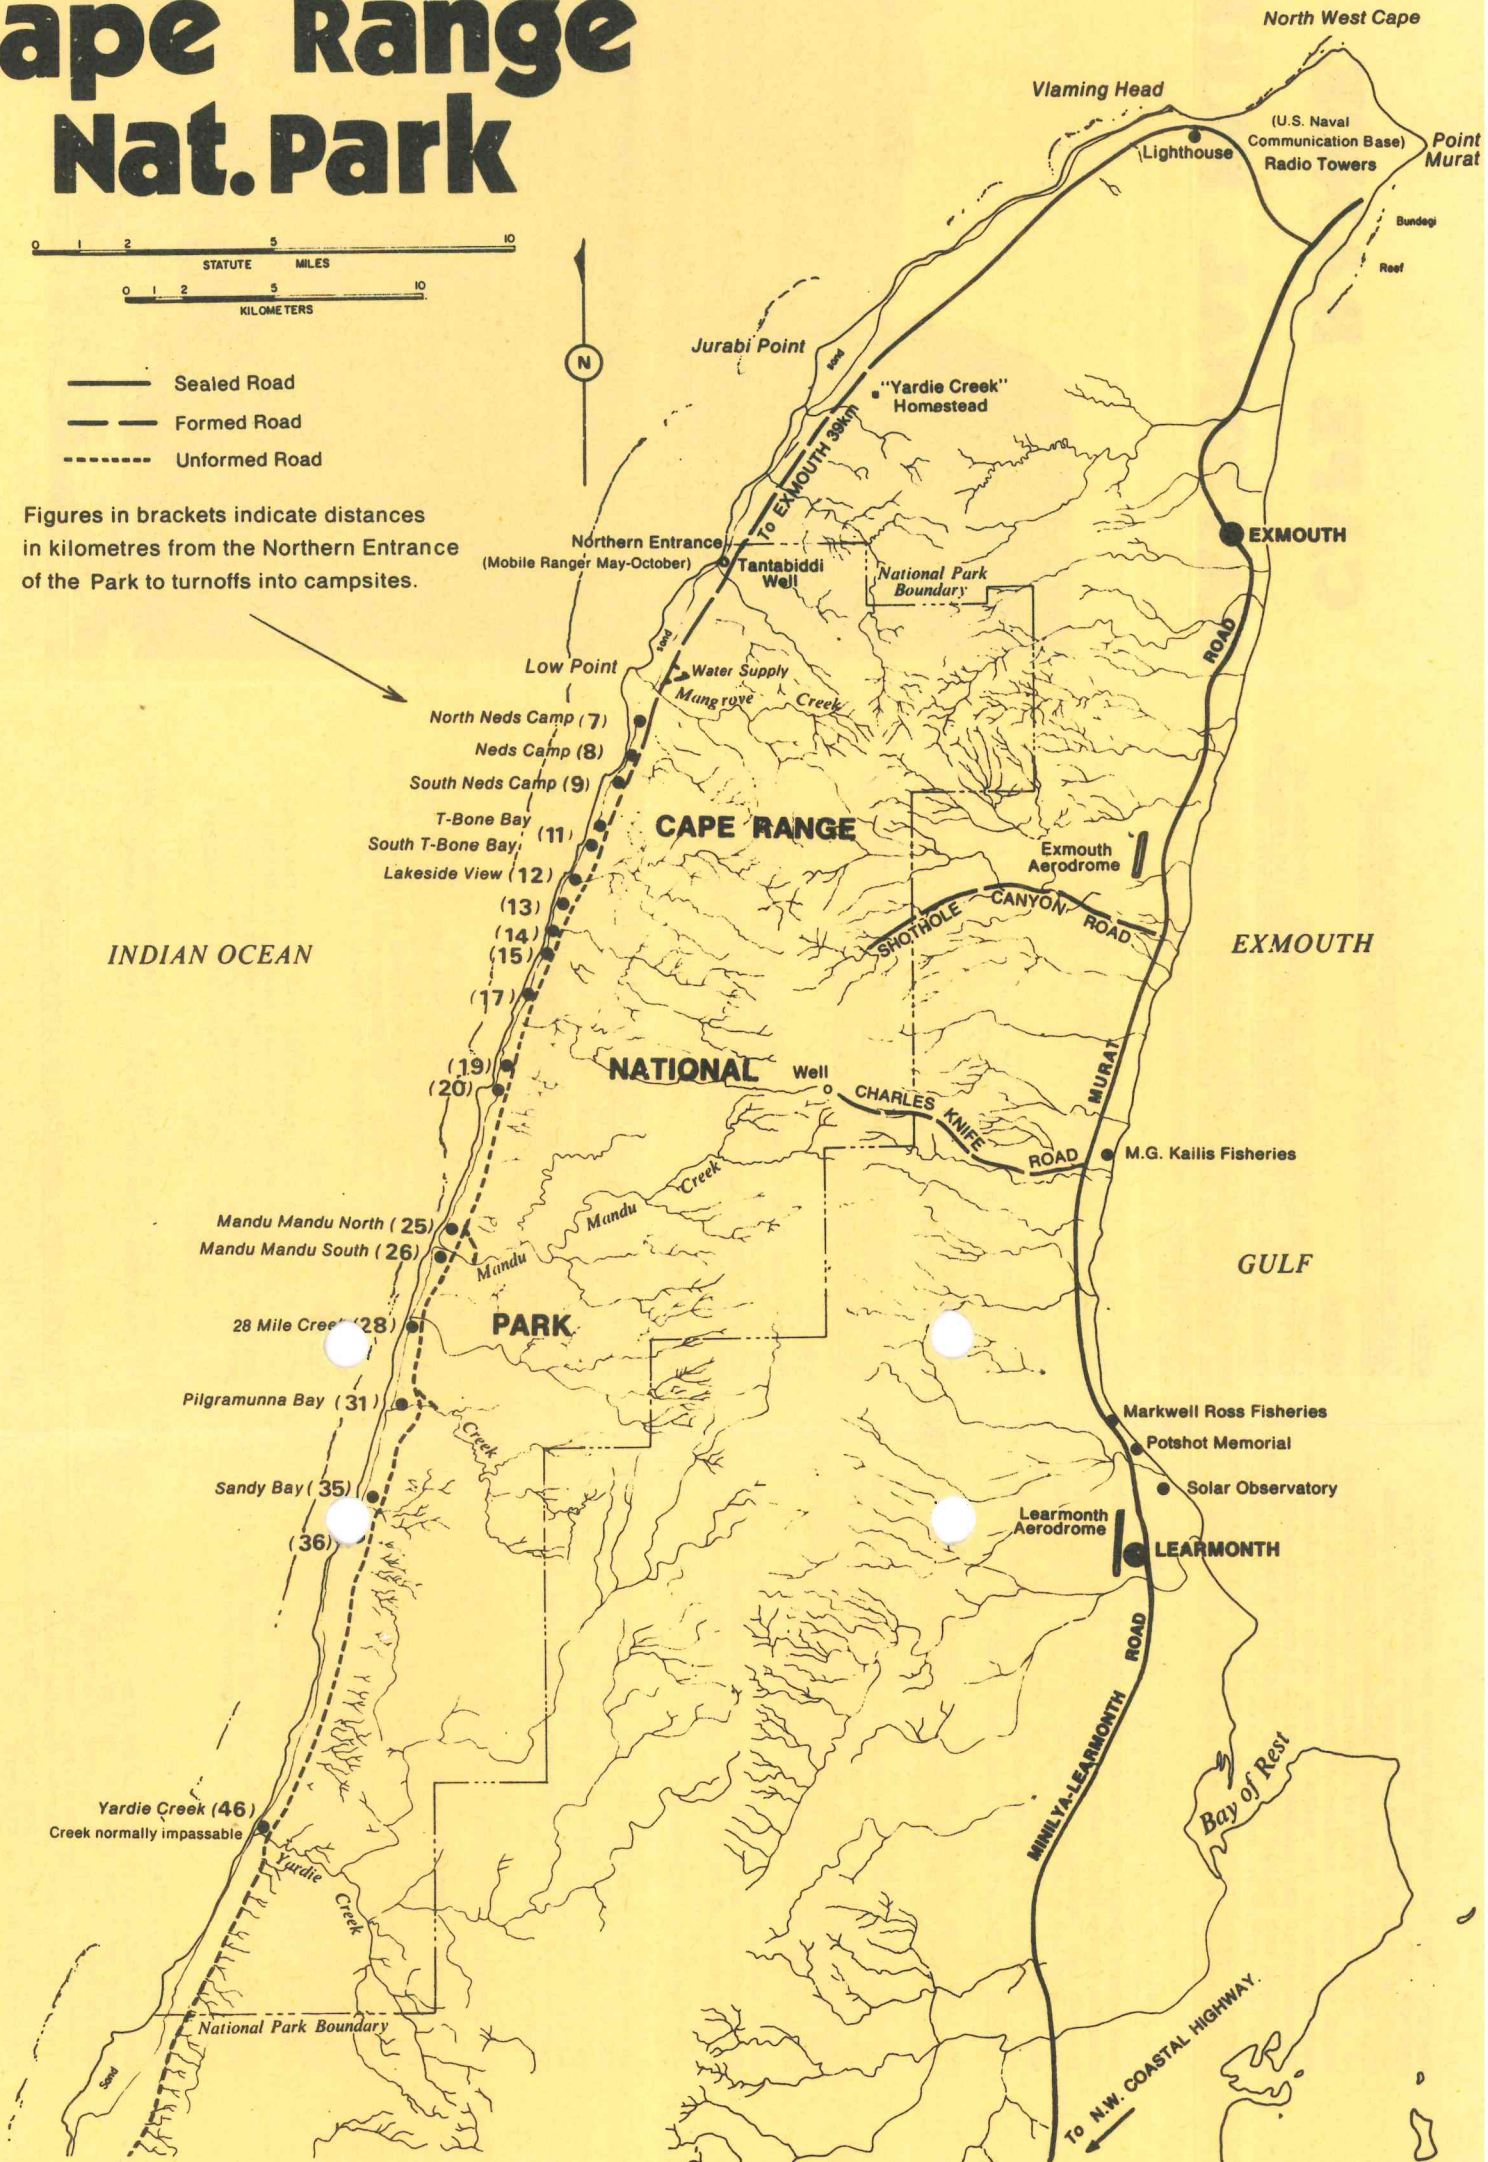 ape Range
Nat.Park
North West Cape
Vlaming Head
(U.S. Naval
Communication Base)
Radio Towers
Point
Murat
Lighthouse
Bundegi
Reef
0 1 2 5 10
STATUTE MILES
0 1 2 5 10
KILOMETERS
N
Sealed Road
Formed Road
Unformed Road
Jurabi Point
sand
"Yardie Creek"
Homestead
To EXMOUTH 39km
Figures in brackets indicate distances
in kilometres from the Northern Entrance
of the Park to turnoffs into campsites.
Northern Entrance
(Mobile Ranger May-October)
Tantabiddi
Well
National Park
Boundary
EXMOUTH
ROAD
sand
Low Point
Water Supply
Mangrove Creek
North Neds Camp (7)
Neds Camp (8)
South Neds Camp (9)
T-Bone Bay
(11)
South T-Bone Bay
Lakeside View (12)
(13)
(14)
(15)
(17)
(19)
(20)
CAPE RANGE
Exmouth
Aerodrome
SHOTHOLE CANYON ROAD
INDIAN OCEAN
EXMOUTH
MURAT
NATIONAL
Well
CHARLES KNIFE ROAD
M.G. Kailis Fisheries
Mandu Mandu North (25)
Mandu Mandu South (26)
Mandu Mandu Creek
GULF
28 Mile Creek (28)
PARK
Pilgramunna Bay (31)
Creek
Markwell Ross Fisheries
Potshot Memorial
Solar Observatory
Sandy Bay (35)
(36)
Learmonth
Aerodrome
LEARMONTH
MINILYA-LEARMONTH ROAD
Bay of Rest
Yardie Creek (46)
Creek normally impassable
Yardie Creek
National Park Boundary
Sand
To N.W. COASTAL HIGHWAY.